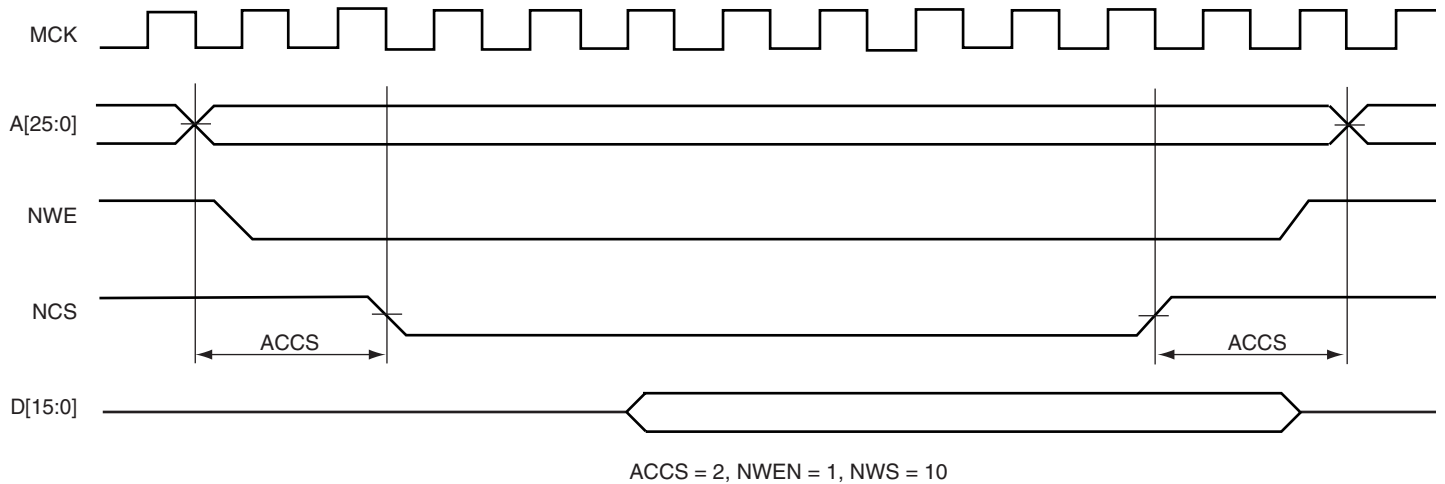 MCK
A[25:0]
NWE
NCS
ACCS
ACCS
D[15:0]
ACCS = 2, NWEN = 1, NWS = 10